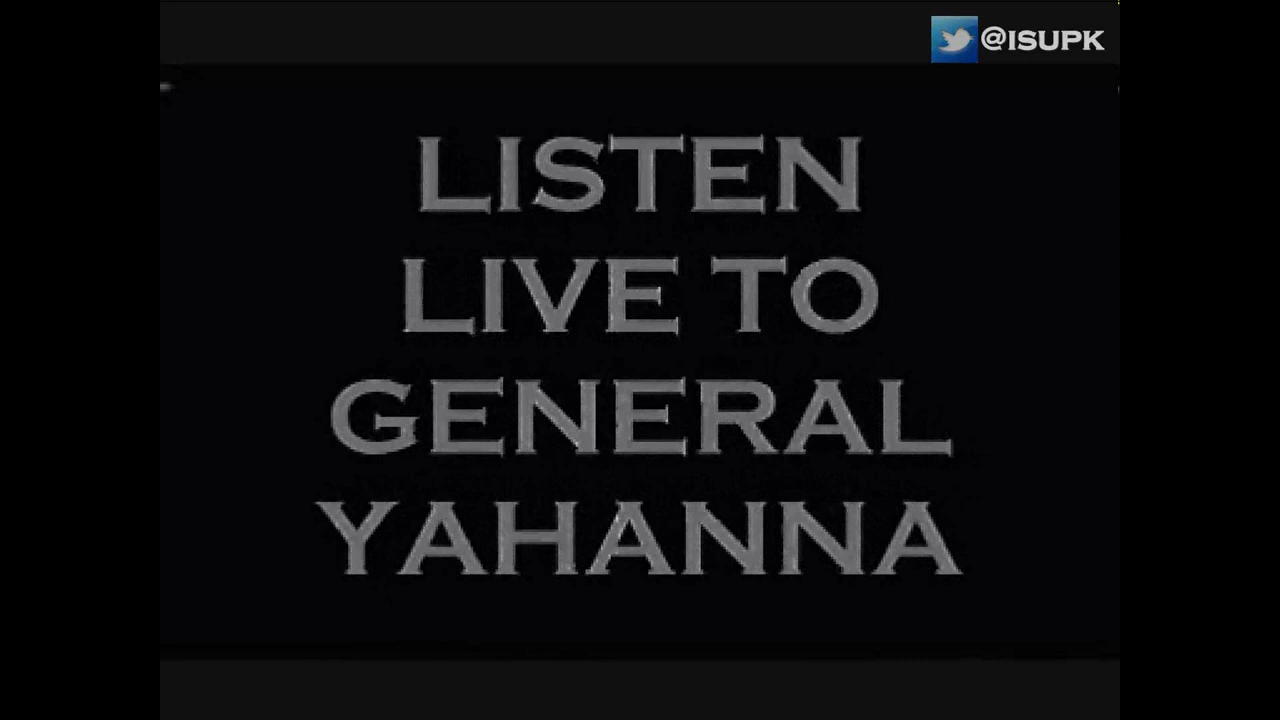 @ISUPK
LISTEN
LIVE TO
GENERAL
YAHANNA